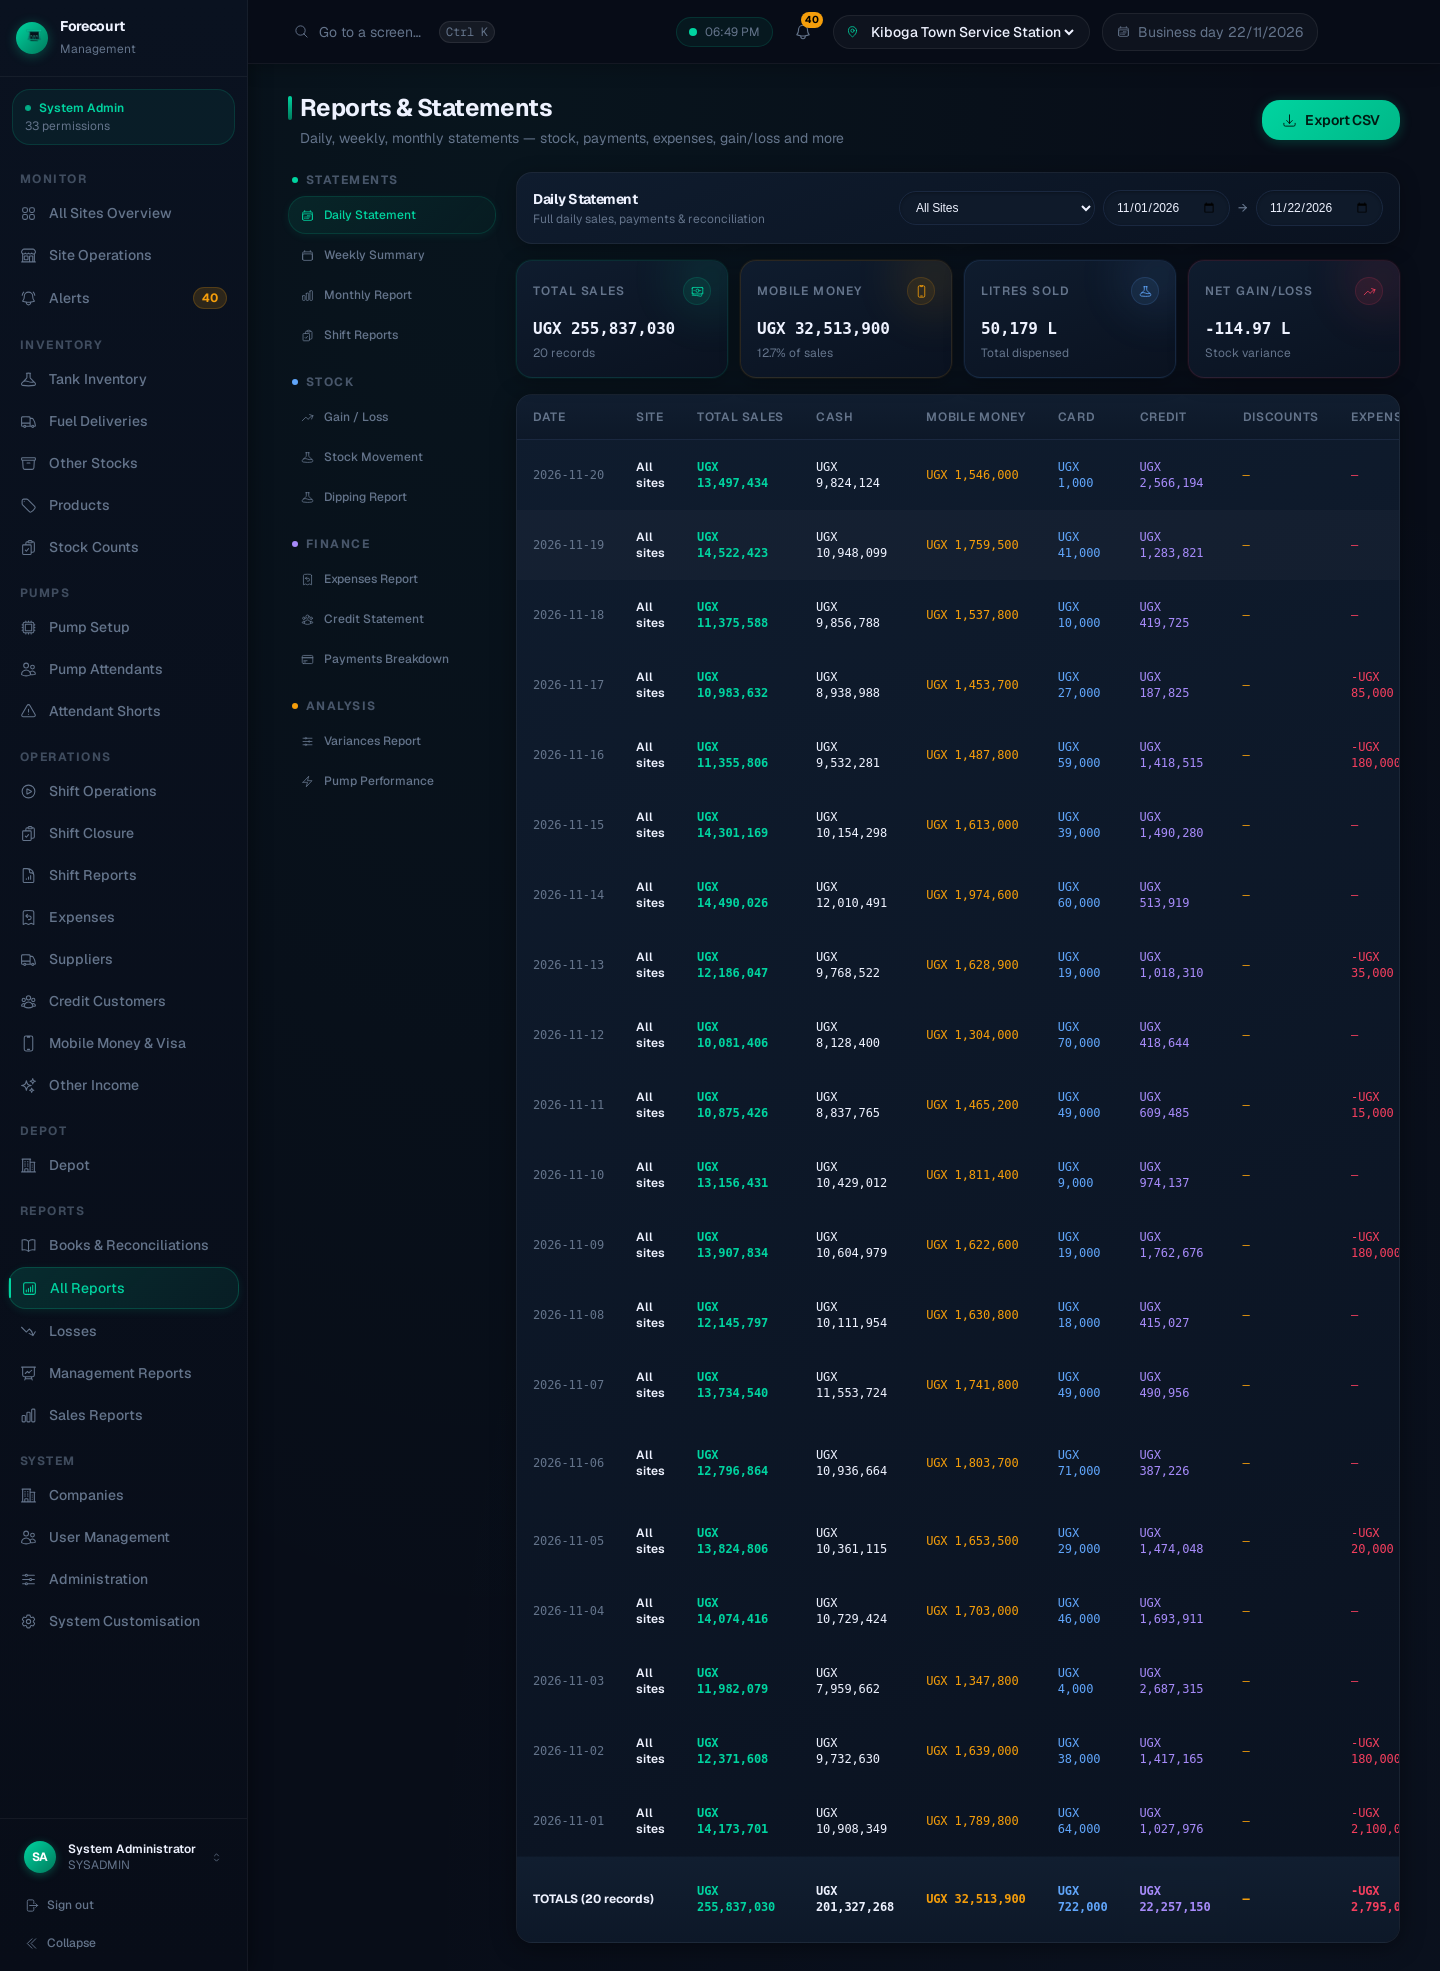 Forecourt
Management
System Admin
33 permissions
MONITOR
All Sites Overview
Site Operations
Alerts 40
INVENTORY
Tank Inventory
Fuel Deliveries
Other Stocks
Products
Stock Counts
PUMPS
Pump Setup
Pump Attendants
Attendant Shorts
OPERATIONS
Shift Operations
Shift Closure
Shift Reports
Expenses
Suppliers
Credit Customers
Mobile Money & Visa
Other Income
DEPOT
Depot
REPORTS
Books & Reconciliations
All Reports
Losses
Management Reports
Sales Reports
SYSTEM
Companies
User Management
Administration
System Customisation
SA System Administrator
SYSADMIN
Sign out
Collapse
Go to a screen... Ctrl K
06:49 PM 40 Kiboga Town Service Station Business day 22/11/2026
Reports & Statements
Daily, weekly, monthly statements — stock, payments, expenses, gain/loss and more
Export CSV
STATEMENTS
Daily Statement
Weekly Summary
Monthly Report
Shift Reports
STOCK
Gain / Loss
Stock Movement
Dipping Report
FINANCE
Expenses Report
Credit Statement
Payments Breakdown
ANALYSIS
Variances Report
Pump Performance
Daily Statement
Full daily sales, payments & reconciliation
All Sites 11/01/2026 → 11/22/2026
TOTAL SALES
UGX 255,837,030
20 records
MOBILE MONEY
UGX 32,513,900
12.7% of sales
LITRES SOLD
50,179 L
Total dispensed
NET GAIN/LOSS
-114.97 L
Stock variance
DATE SITE TOTAL SALES CASH MOBILE MONEY CARD CREDIT DISCOUNTS EXPENS
2026-11-20 All sites UGX 13,497,434 UGX 9,824,124 UGX 1,546,000 UGX 1,000 UGX 2,566,194 — —
2026-11-19 All sites UGX 14,522,423 UGX 10,948,099 UGX 1,759,500 UGX 41,000 UGX 1,283,821 — —
2026-11-18 All sites UGX 11,375,588 UGX 9,856,788 UGX 1,537,800 UGX 10,000 UGX 419,725 — —
2026-11-17 All sites UGX 10,983,632 UGX 8,938,988 UGX 1,453,700 UGX 27,000 UGX 187,825 — -UGX 85,000
2026-11-16 All sites UGX 11,355,806 UGX 9,532,281 UGX 1,487,800 UGX 59,000 UGX 1,418,515 — -UGX 180,000
2026-11-15 All sites UGX 14,301,169 UGX 10,154,298 UGX 1,613,000 UGX 39,000 UGX 1,490,280 — —
2026-11-14 All sites UGX 14,490,026 UGX 12,010,491 UGX 1,974,600 UGX 60,000 UGX 513,919 — —
2026-11-13 All sites UGX 12,186,047 UGX 9,768,522 UGX 1,628,900 UGX 19,000 UGX 1,018,310 — -UGX 35,000
2026-11-12 All sites UGX 10,081,406 UGX 8,128,400 UGX 1,304,000 UGX 70,000 UGX 418,644 — —
2026-11-11 All sites UGX 10,875,426 UGX 8,837,765 UGX 1,465,200 UGX 49,000 UGX 609,485 — -UGX 15,000
2026-11-10 All sites UGX 13,156,431 UGX 10,429,012 UGX 1,811,400 UGX 9,000 UGX 974,137 — —
2026-11-09 All sites UGX 13,907,834 UGX 10,604,979 UGX 1,622,600 UGX 19,000 UGX 1,762,676 — -UGX 180,000
2026-11-08 All sites UGX 12,145,797 UGX 10,111,954 UGX 1,630,800 UGX 18,000 UGX 415,027 — —
2026-11-07 All sites UGX 13,734,540 UGX 11,553,724 UGX 1,741,800 UGX 49,000 UGX 490,956 — —
2026-11-06 All sites UGX 12,796,864 UGX 10,936,664 UGX 1,803,700 UGX 71,000 UGX 387,226 — —
2026-11-05 All sites UGX 13,824,806 UGX 10,361,115 UGX 1,653,500 UGX 29,000 UGX 1,474,048 — -UGX 20,000
2026-11-04 All sites UGX 14,074,416 UGX 10,729,424 UGX 1,703,000 UGX 46,000 UGX 1,693,911 — —
2026-11-03 All sites UGX 11,982,079 UGX 7,959,662 UGX 1,347,800 UGX 4,000 UGX 2,687,315 — —
2026-11-02 All sites UGX 12,371,608 UGX 9,732,630 UGX 1,639,000 UGX 38,000 UGX 1,417,165 — -UGX 180,000
2026-11-01 All sites UGX 14,173,701 UGX 10,908,349 UGX 1,789,800 UGX 64,000 UGX 1,027,976 — -UGX 2,100,0
TOTALS (20 records) UGX 255,837,030 UGX 201,327,268 UGX 32,513,900 UGX 722,000 UGX 22,257,150 — -UGX 2,795,0